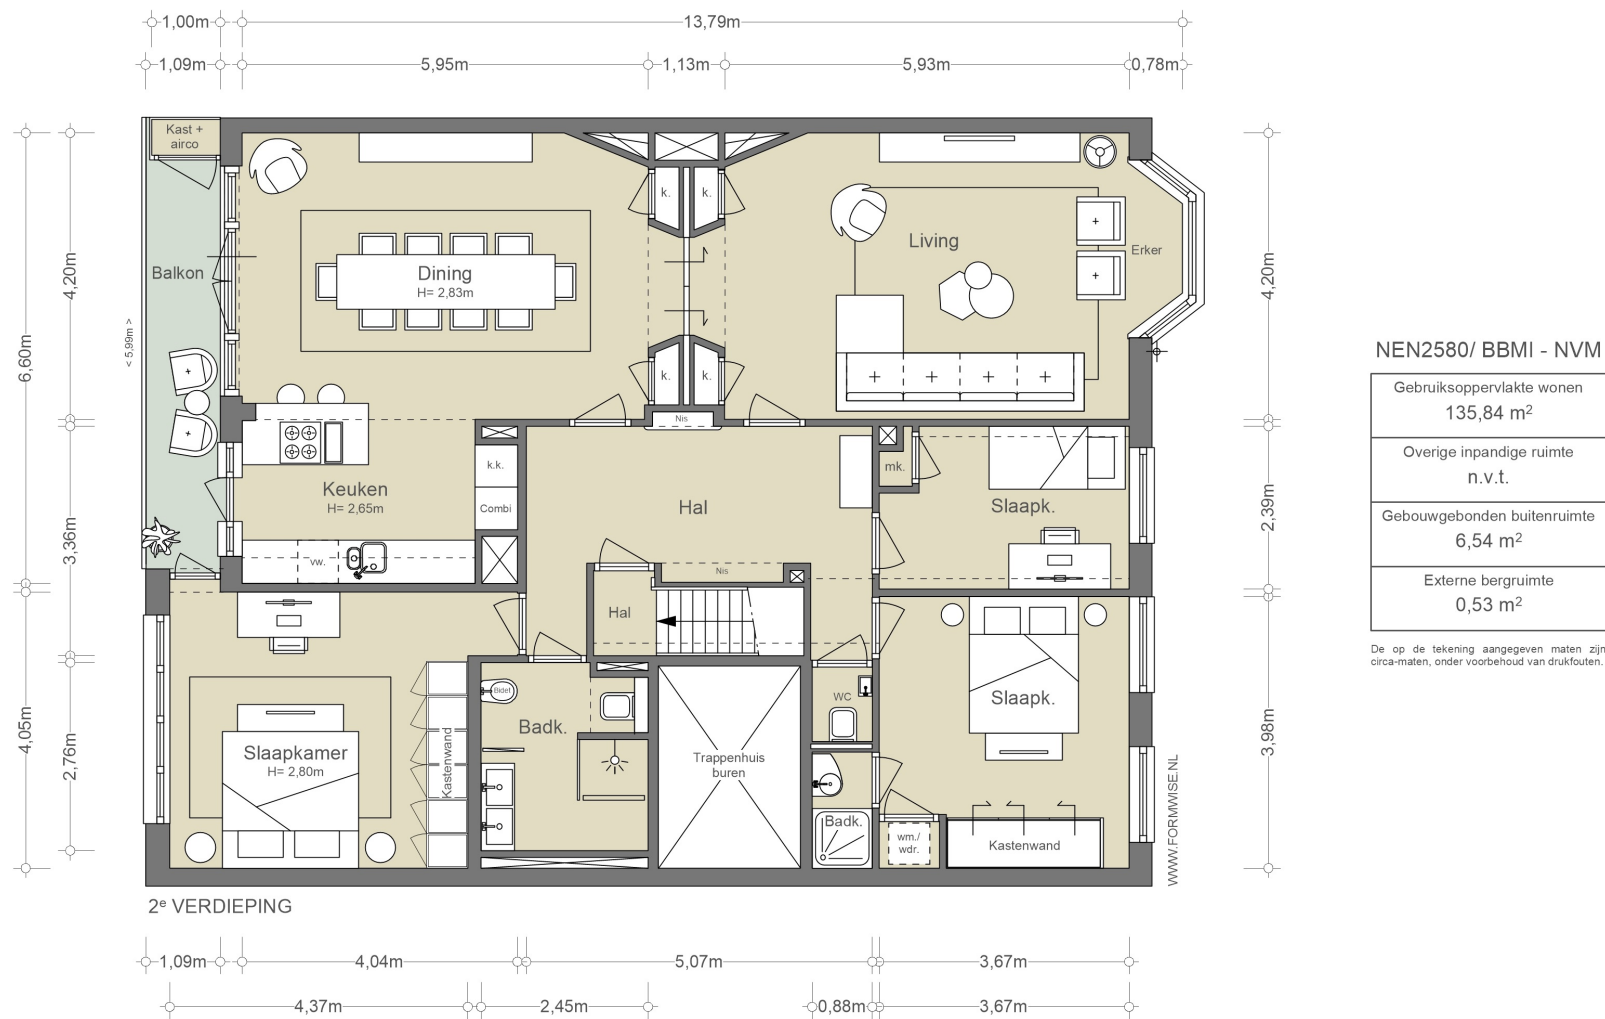 1,00m
13,79m
1,09m
5,95m
1,13m
5,93m
0,78m
Kast +
airco
k.
k.
Living
Erker
Balkon
Dining
H= 2,83m
4,20m
4,20m
6,60m
< 5,99m >
k.
k.
Nis
NEN2580/ BBMI - NVM
Gebruiksoppervlakte wonen
135,84 m²
Overige inpandige ruimte
n.v.t.
Gebouwgebonden buitenruimte
6,54 m²
Externe bergruimte
0,53 m²
De op de tekening aangegeven maten zijn
circa-maten, onder voorbehoud van drukfouten.
k.k.
mk.
Keuken
H= 2,65m
Combi
Hal
Slaapk.
2,39m
3,36m
vw.
Nis
Hal
Bidet
WC
Slaapk.
Badk.
4,05m
2,76m
Slaapkamer
H= 2,80m
Kastenwand
Trappenhuis
buren
3,98m
Badk.
wm./
wdr.
Kastenwand
WWW.FORMWISE.NL
2e VERDIEPING
1,09m
4,04m
5,07m
3,67m
4,37m
2,45m
0,88m
3,67m